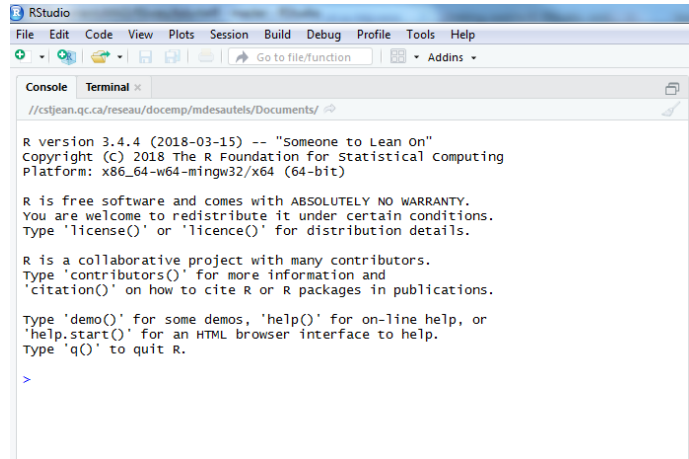 RStudio
File Edit Code View Plots Session Build Debug Profile Tools Help
Go to file/function Addins
Console Terminal
//cstjean.qc.ca/reseau/docemp/mdesautels/Documents/
R version 3.4.4 (2018-03-15) -- "Someone to Lean On"
Copyright (C) 2018 The R Foundation for Statistical Computing
Platform: x86_64-w64-mingw32/x64 (64-bit)
R is free software and comes with ABSOLUTELY NO WARRANTY.
You are welcome to redistribute it under certain conditions.
Type 'license()' or 'licence()' for distribution details.
R is a collaborative project with many contributors.
Type 'contributors()' for more information and
'citation()' on how to cite R or R packages in publications.
Type 'demo()' for some demos, 'help()' for on-line help, or
'help.start()' for an HTML browser interface to help.
Type 'q()' to quit R.
>